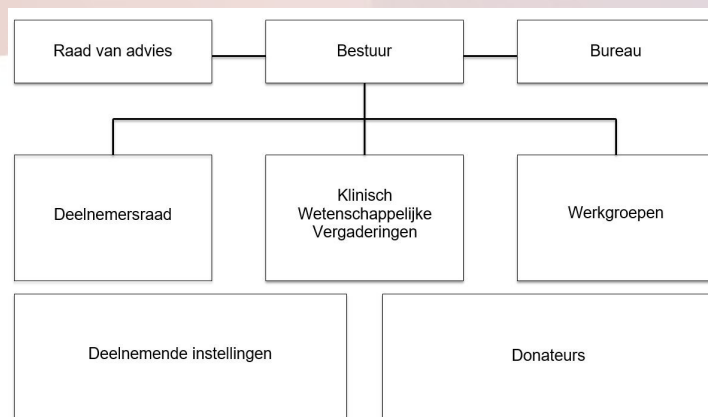 Raad van advies
Bestuur
Bureau
Deelnemersraad
Klinisch
Wetenschappelijke
Vergaderingen
Werkgroepen
Deelnemende instellingen
Donateurs